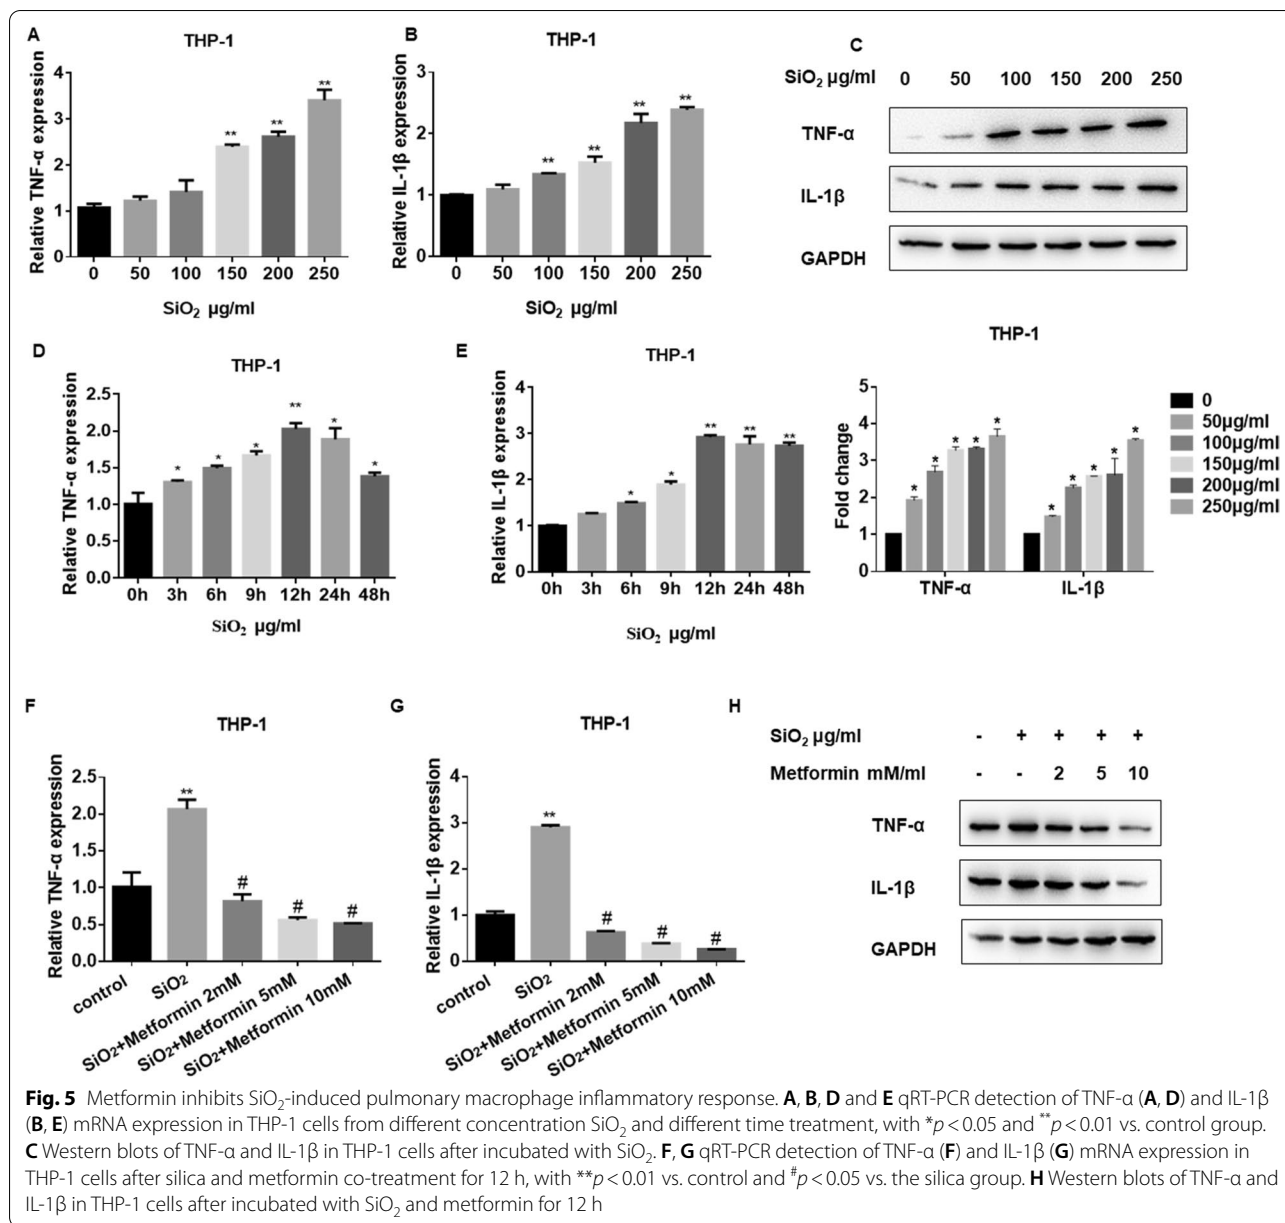 A
THP-1
Relative TNF-α expression
4
3
2
1
0
0 50 100 150 200 250
** ** **
SiO₂ µg/ml
B
THP-1
Relative IL-1β expression
3
2
1
0
0 50 100 150 200 250
** ** ** **
SiO₂ µg/ml
C
SiO₂ µg/ml 0 50 100 150 200 250
TNF-α
IL-1β
GAPDH
D
THP-1
Relative TNF-α expression
2.5
2.0
1.5
1.0
0.5
0.0
0h 3h 6h 9h 12h 24h 48h
* * * ** * *
SiO₂ µg/ml
E
THP-1
Relative IL-1β expression
4
3
2
1
0
0h 3h 6h 9h 12h 24h 48h
* * ** ** **
SiO₂ µg/ml
THP-1
Fold change
5
4
3
2
1
0
* * * * *
* * * * *
TNF-α IL-1β
0
50µg/ml
100µg/ml
150µg/ml
200µg/ml
250µg/ml
F
THP-1
Relative TNF-α expression
2.5
2.0
1.5
1.0
0.5
0.0
** # # #
control
SiO₂
SiO₂+Metformin 2mM
SiO₂+Metformin 5mM
SiO₂+Metformin 10mM
G
THP-1
Relative IL-1β expression
4
3
2
1
0
** # # #
control
SiO₂
SiO₂+Metformin 2mM
SiO₂+Metformin 5mM
SiO₂+Metformin 10mM
H
SiO₂ µg/ml - + + + +
Metformin mM/ml - - 2 5 10
TNF-α
IL-1β
GAPDH
Fig. 5 Metformin inhibits SiO₂-induced pulmonary macrophage inflammatory response. A, B, D and E qRT-PCR detection of TNF-α (A, D) and IL-1β
(B, E) mRNA expression in THP-1 cells from different concentration SiO₂ and different time treatment, with *p < 0.05 and **p < 0.01 vs. control group.
C Western blots of TNF-α and IL-1β in THP-1 cells after incubated with SiO₂. F, G qRT-PCR detection of TNF-α (F) and IL-1β (G) mRNA expression in
THP-1 cells after silica and metformin co-treatment for 12 h, with **p < 0.01 vs. control and #p < 0.05 vs. the silica group. H Western blots of TNF-α and
IL-1β in THP-1 cells after incubated with SiO₂ and metformin for 12 h